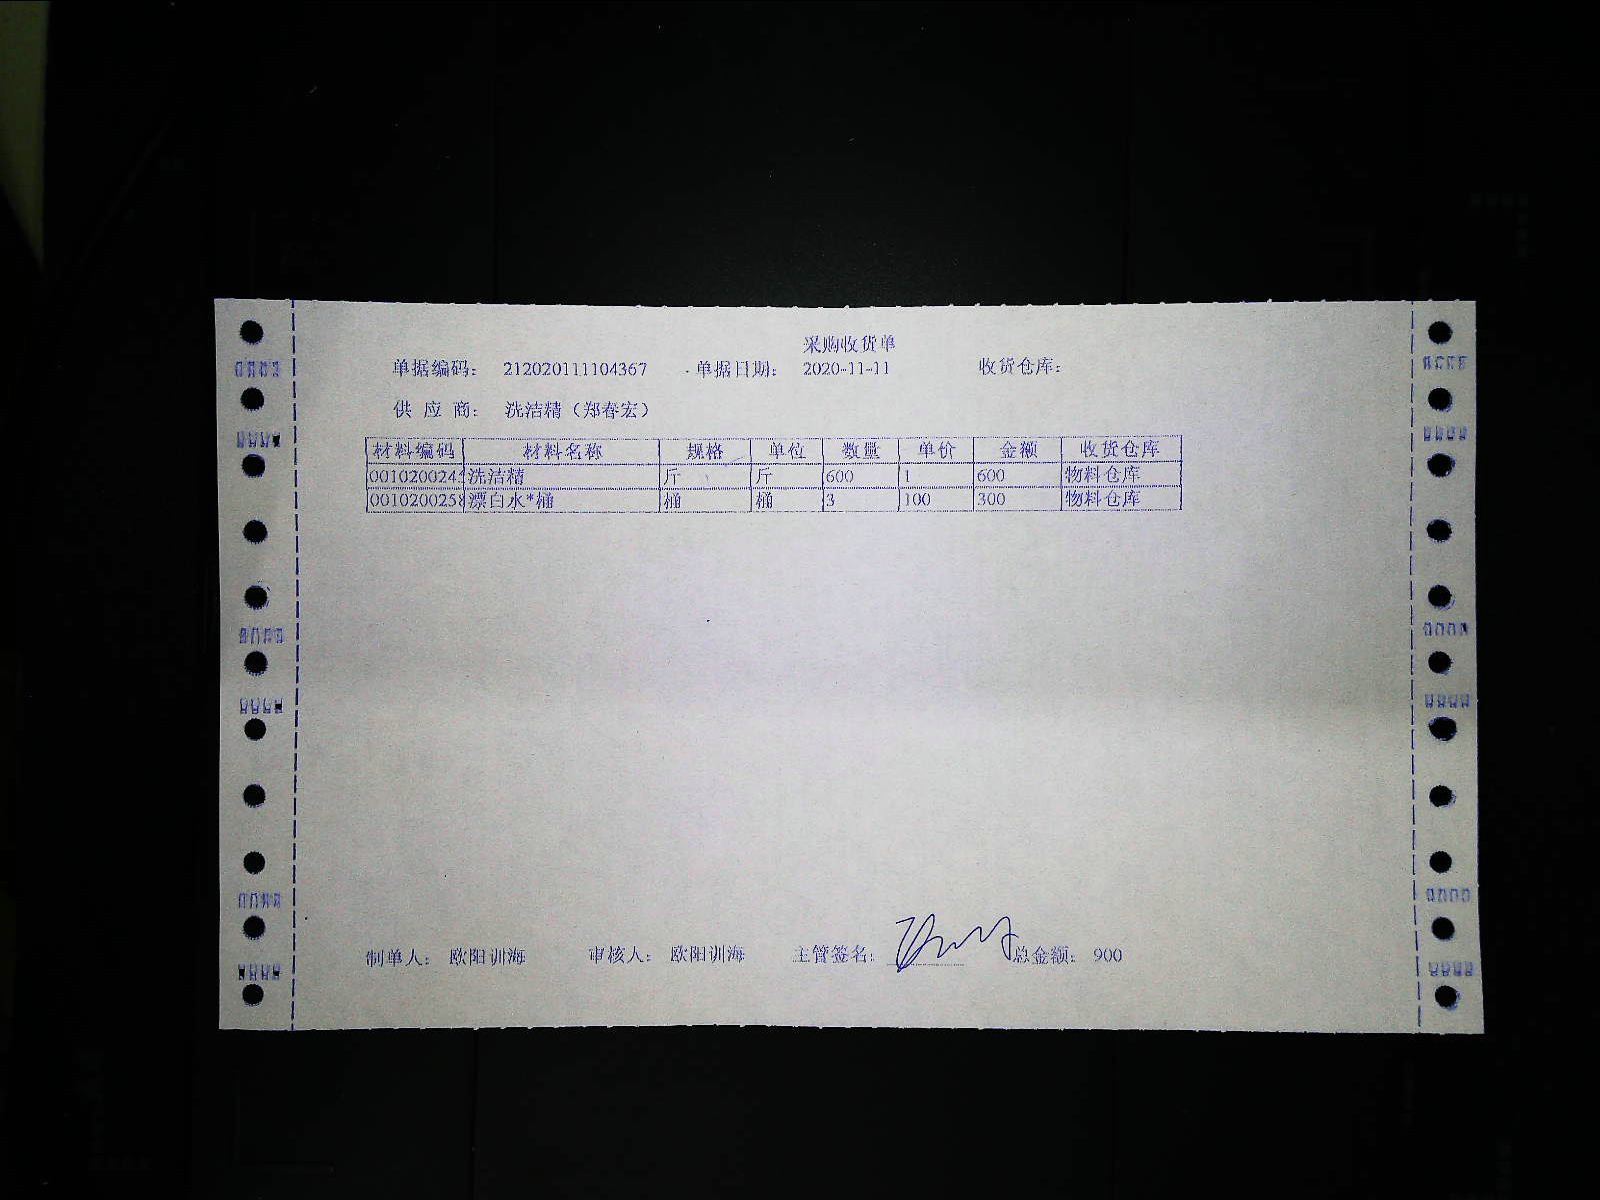 采购收货单
单据编码: 212020111104367 单据日期: 2020-11-11 收货仓库:
供 应 商: 洗洁精（郑春宏）
材料编码 材料名称 规格 单位 数量 单价 金额 收货仓库
001020024 洗洁精 斤 斤 600 1 600 物料仓库
0010200258 漂白水*桶 桶 桶 3 100 300 物料仓库
制单人: 欧阳训海 审核人: 欧阳训海 主管签名: 总金额: 900